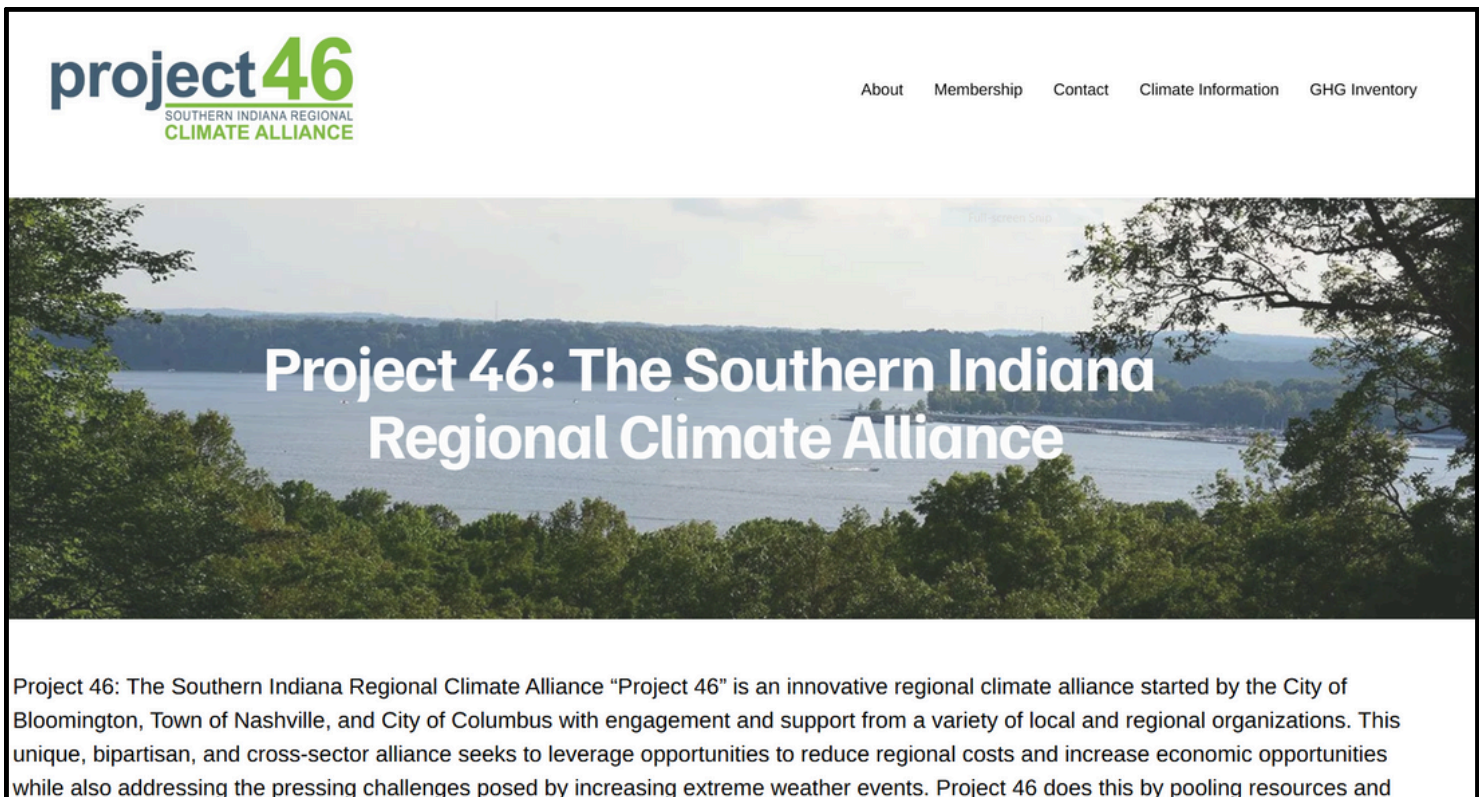 project46
SOUTHERN INDIANA REGIONAL
CLIMATE ALLIANCE
About Membership Contact Climate Information GHG Inventory
Full-screen Snip
Project 46: The Southern Indiana
Regional Climate Alliance
Project 46: The Southern Indiana Regional Climate Alliance “Project 46” is an innovative regional climate alliance started by the City of
Bloomington, Town of Nashville, and City of Columbus with engagement and support from a variety of local and regional organizations. This
unique, bipartisan, and cross-sector alliance seeks to leverage opportunities to reduce regional costs and increase economic opportunities
while also addressing the pressing challenges posed by increasing extreme weather events. Project 46 does this by pooling resources and